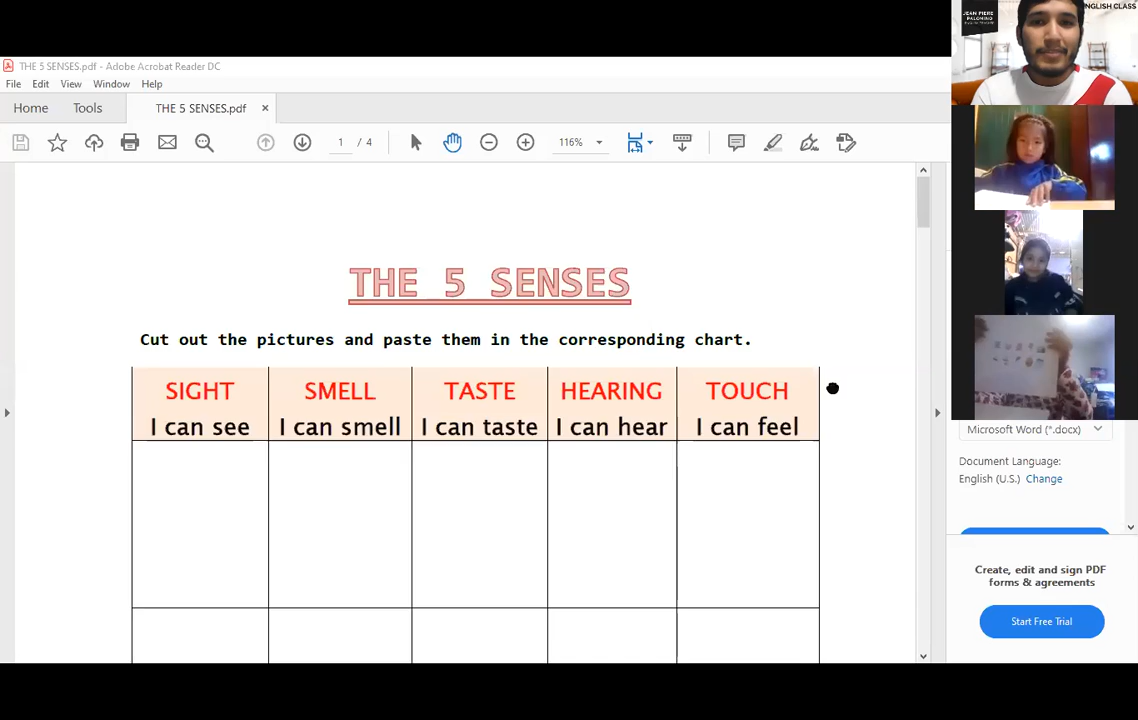 THE 5 SENSES.pdf - Adobe Acrobat Reader DC
File Edit View Window Help
Home Tools THE 5 SENSES.pdf ×
1 / 4 116%
THE 5 SENSES
Cut out the pictures and paste them in the corresponding chart.
SIGHT SMELL TASTE HEARING TOUCH
I can see I can smell I can taste I can hear I can feel
JEAN PIERE
PALOMINO
ENGLISH CLASS
Microsoft Word (*.docx)
Document Language:
English (U.S.) Change
Create, edit and sign PDF
forms & agreements
Start Free Trial